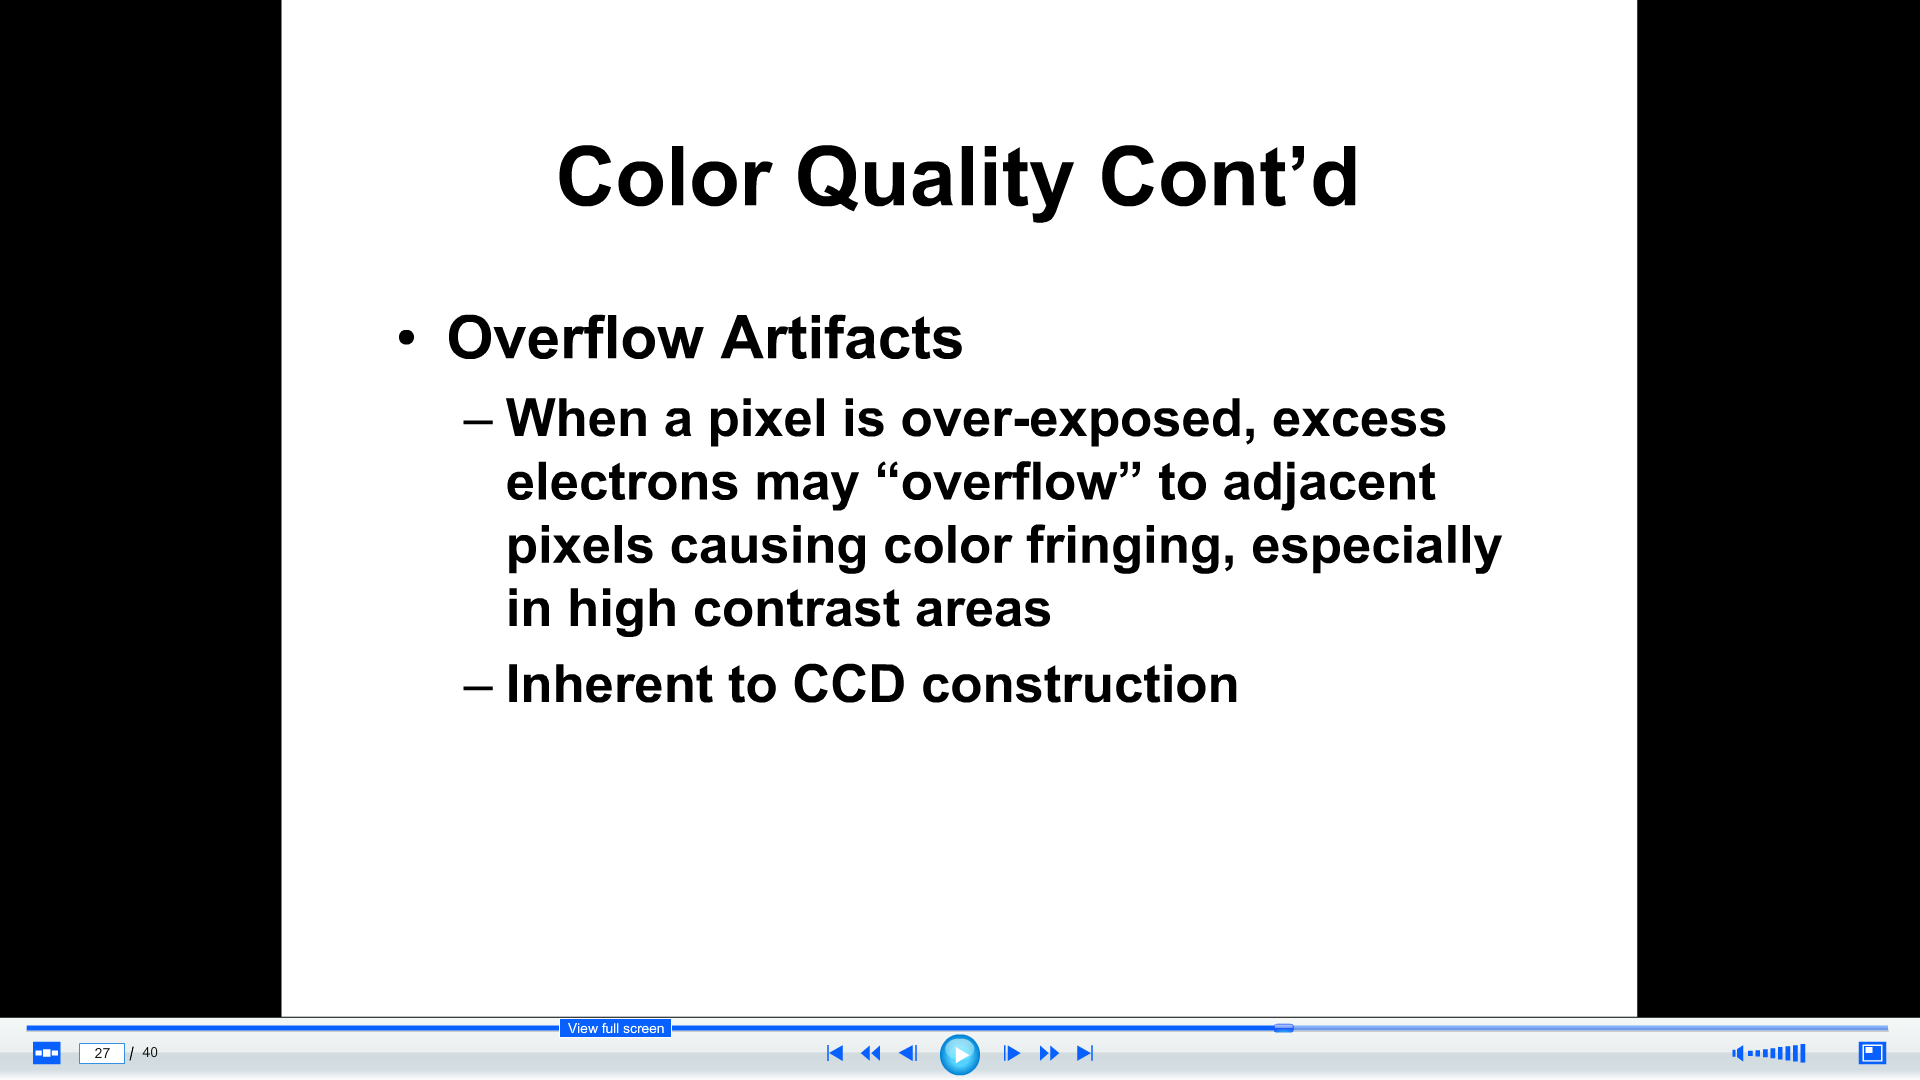 Color Quality Cont’d
• Overflow Artifacts
– When a pixel is over-exposed, excess
electrons may “overflow” to adjacent
pixels causing color fringing, especially
in high contrast areas
– Inherent to CCD construction
View full screen
27 / 40